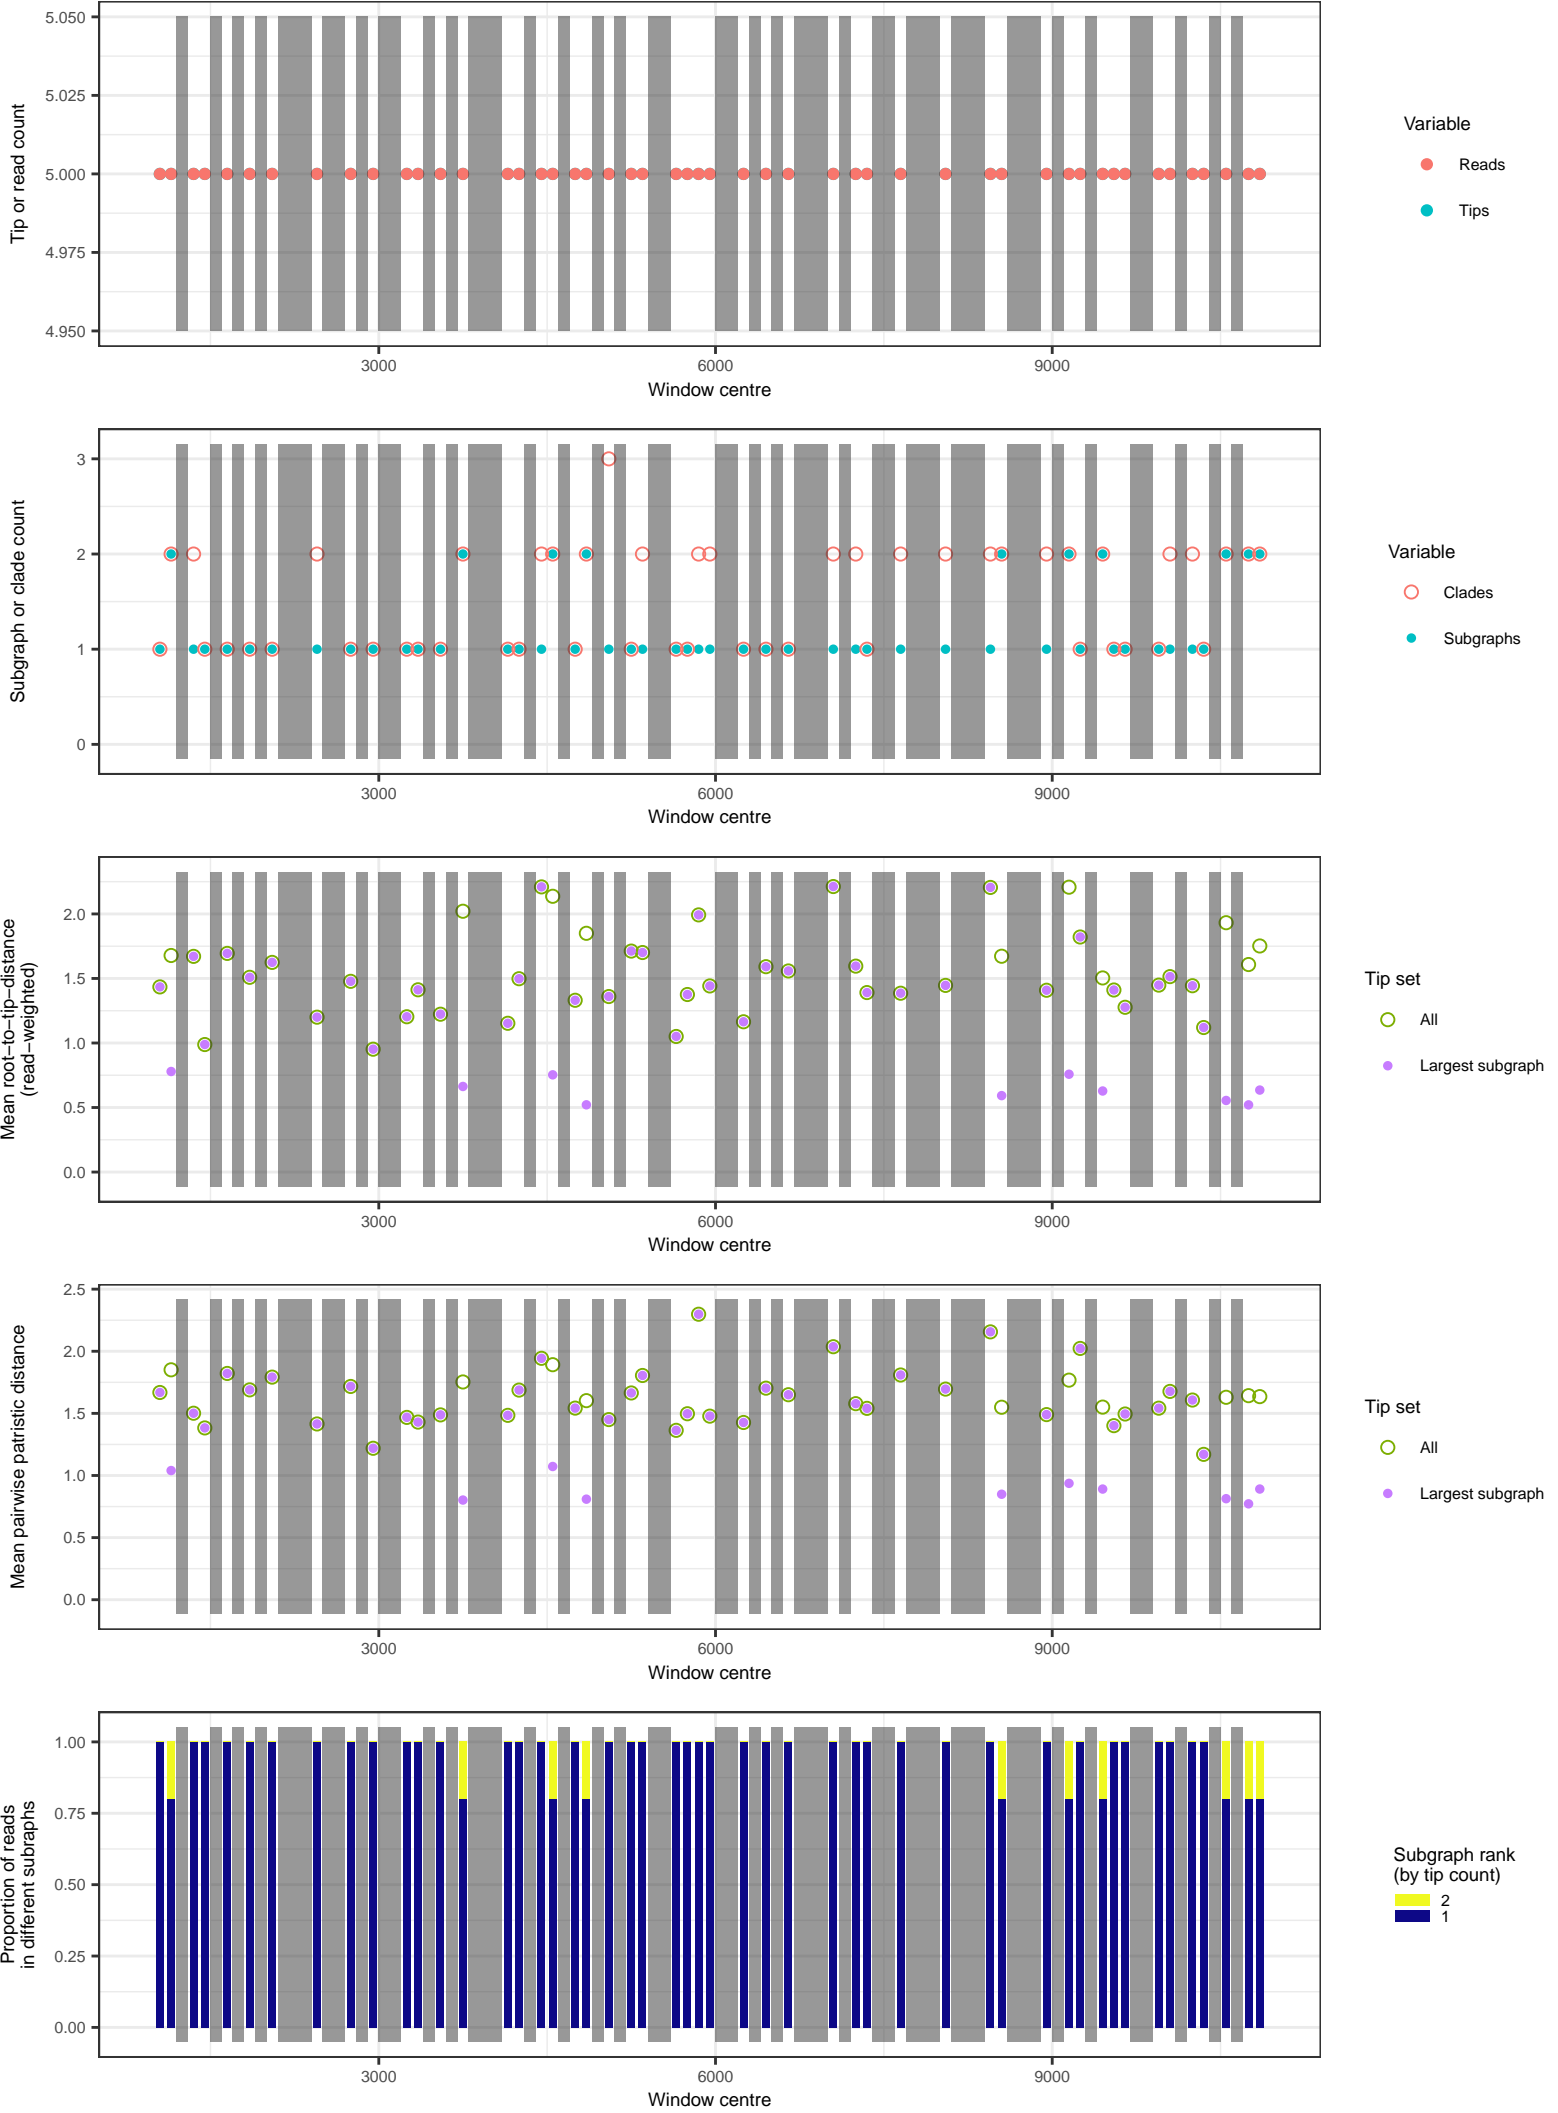 5.050
5.025
5.000
4.975
4.950
Tip or read count
3000
6000
9000
Window centre
Variable
Reads
Tips
3
2
1
0
Subgraph or clade count
3000
6000
9000
Window centre
Variable
Clades
Subgraphs
2.0
1.5
1.0
0.5
0.0
Mean root−to−tip−distance
(read−weighted)
3000
6000
9000
Window centre
Tip set
All
Largest subgraph
2.5
2.0
1.5
1.0
0.5
0.0
Mean pairwise patristic distance
3000
6000
9000
Window centre
Tip set
All
Largest subgraph
1.00
0.75
0.50
0.25
0.00
Proportion of reads
in different subraphs
3000
6000
9000
Window centre
Subgraph rank
(by tip count)
2
1